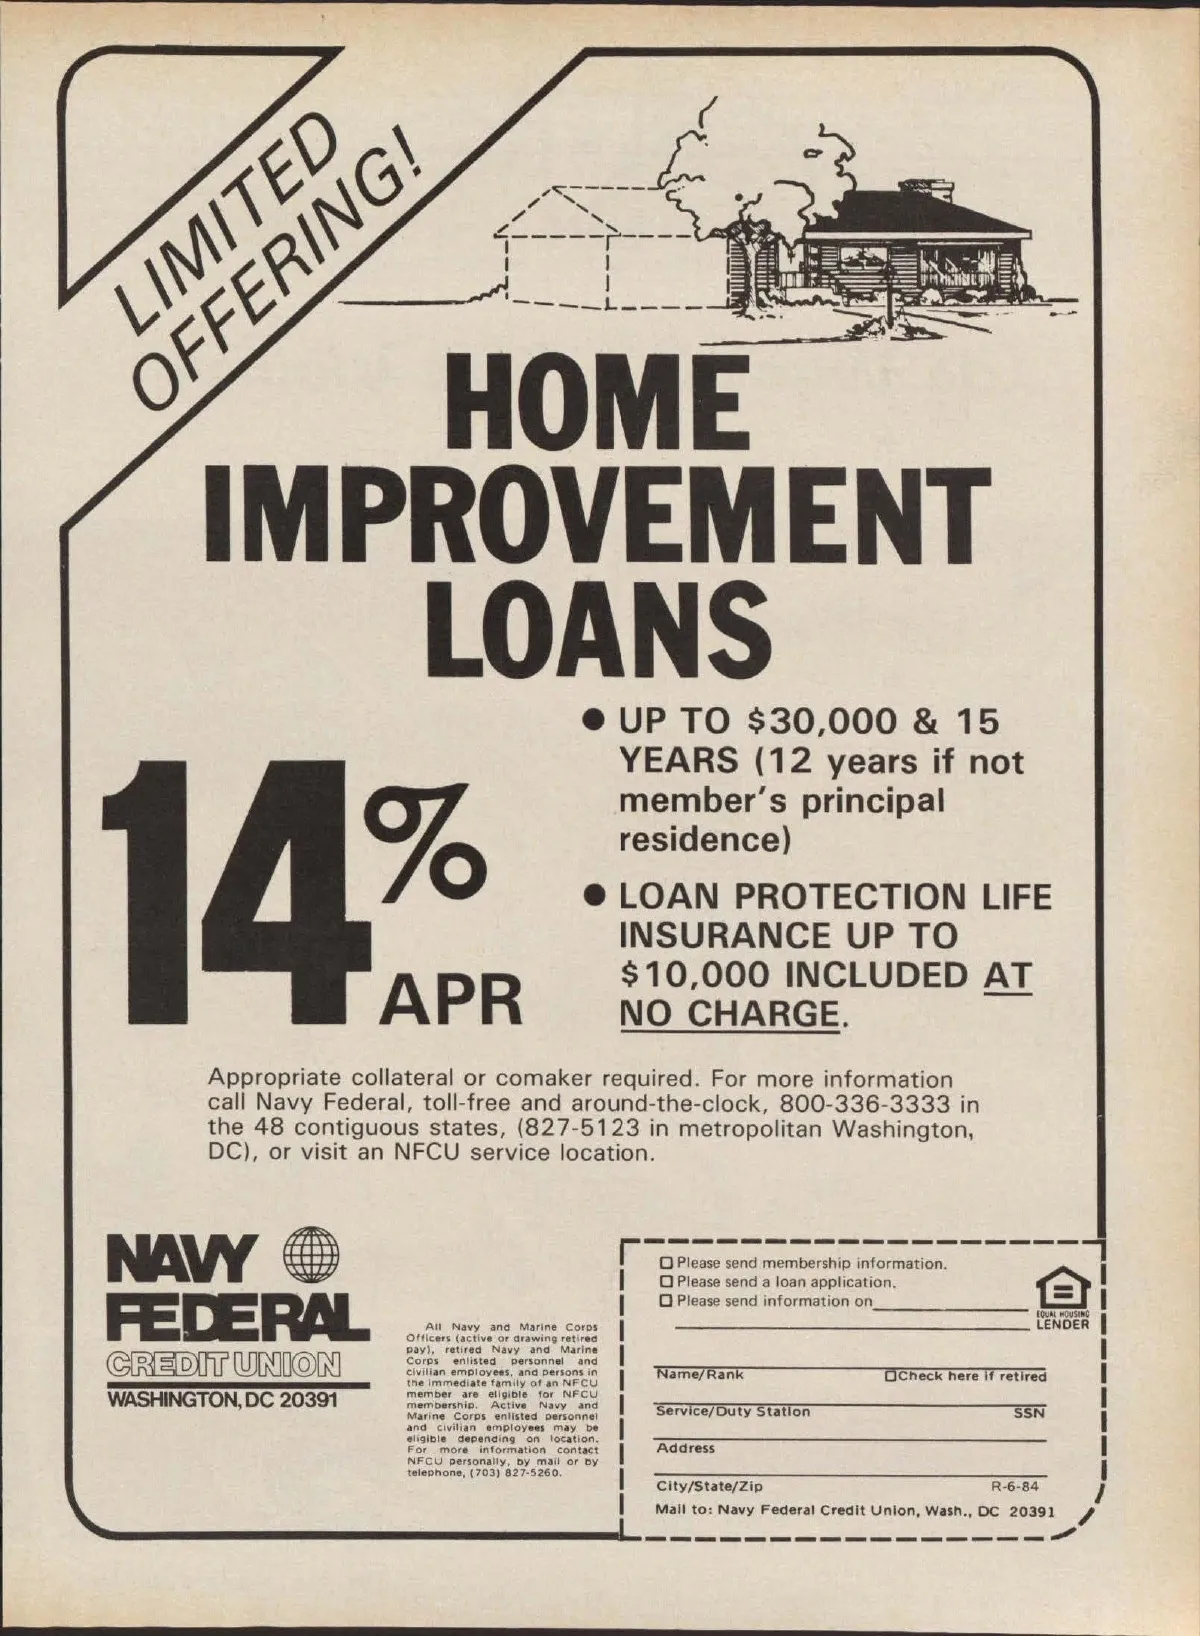 LIMITED
OFFERING!
HOME
IMPROVEMENT
LOANS
14%
APR
● UP TO $30,000 & 15
YEARS (12 years if not
member's principal
residence)
● LOAN PROTECTION LIFE
INSURANCE UP TO
$10,000 INCLUDED AT
NO CHARGE.
Appropriate collateral or comaker required. For more information
call Navy Federal, toll-free and around-the-clock, 800-336-3333 in
the 48 contiguous states, (827-5123 in metropolitan Washington,
DC), or visit an NFCU service location.
NAVY
FEDERAL
CREDIT UNION
WASHINGTON, DC 20391
All Navy and Marine Corps
Officers (active or drawing retired
pay), retired Navy and Marine
Corps enlisted personnel and
civilian employees, and persons in
the immediate family of an NFCU
member are eligible for NFCU
membership. Active Navy and
Marine Corps enlisted personnel
and civilian employees may be
eligible depending on location.
For more information contact
NFCU personally, by mail or by
telephone, (703) 827-5260.
☐ Please send membership information.
☐ Please send a loan application.
☐ Please send information on
EQUAL HOUSING
LENDER
Name/Rank ☐Check here if retired
Service/Duty Station SSN
Address
City/State/Zip R-6-84
Mail to: Navy Federal Credit Union, Wash., DC 20391